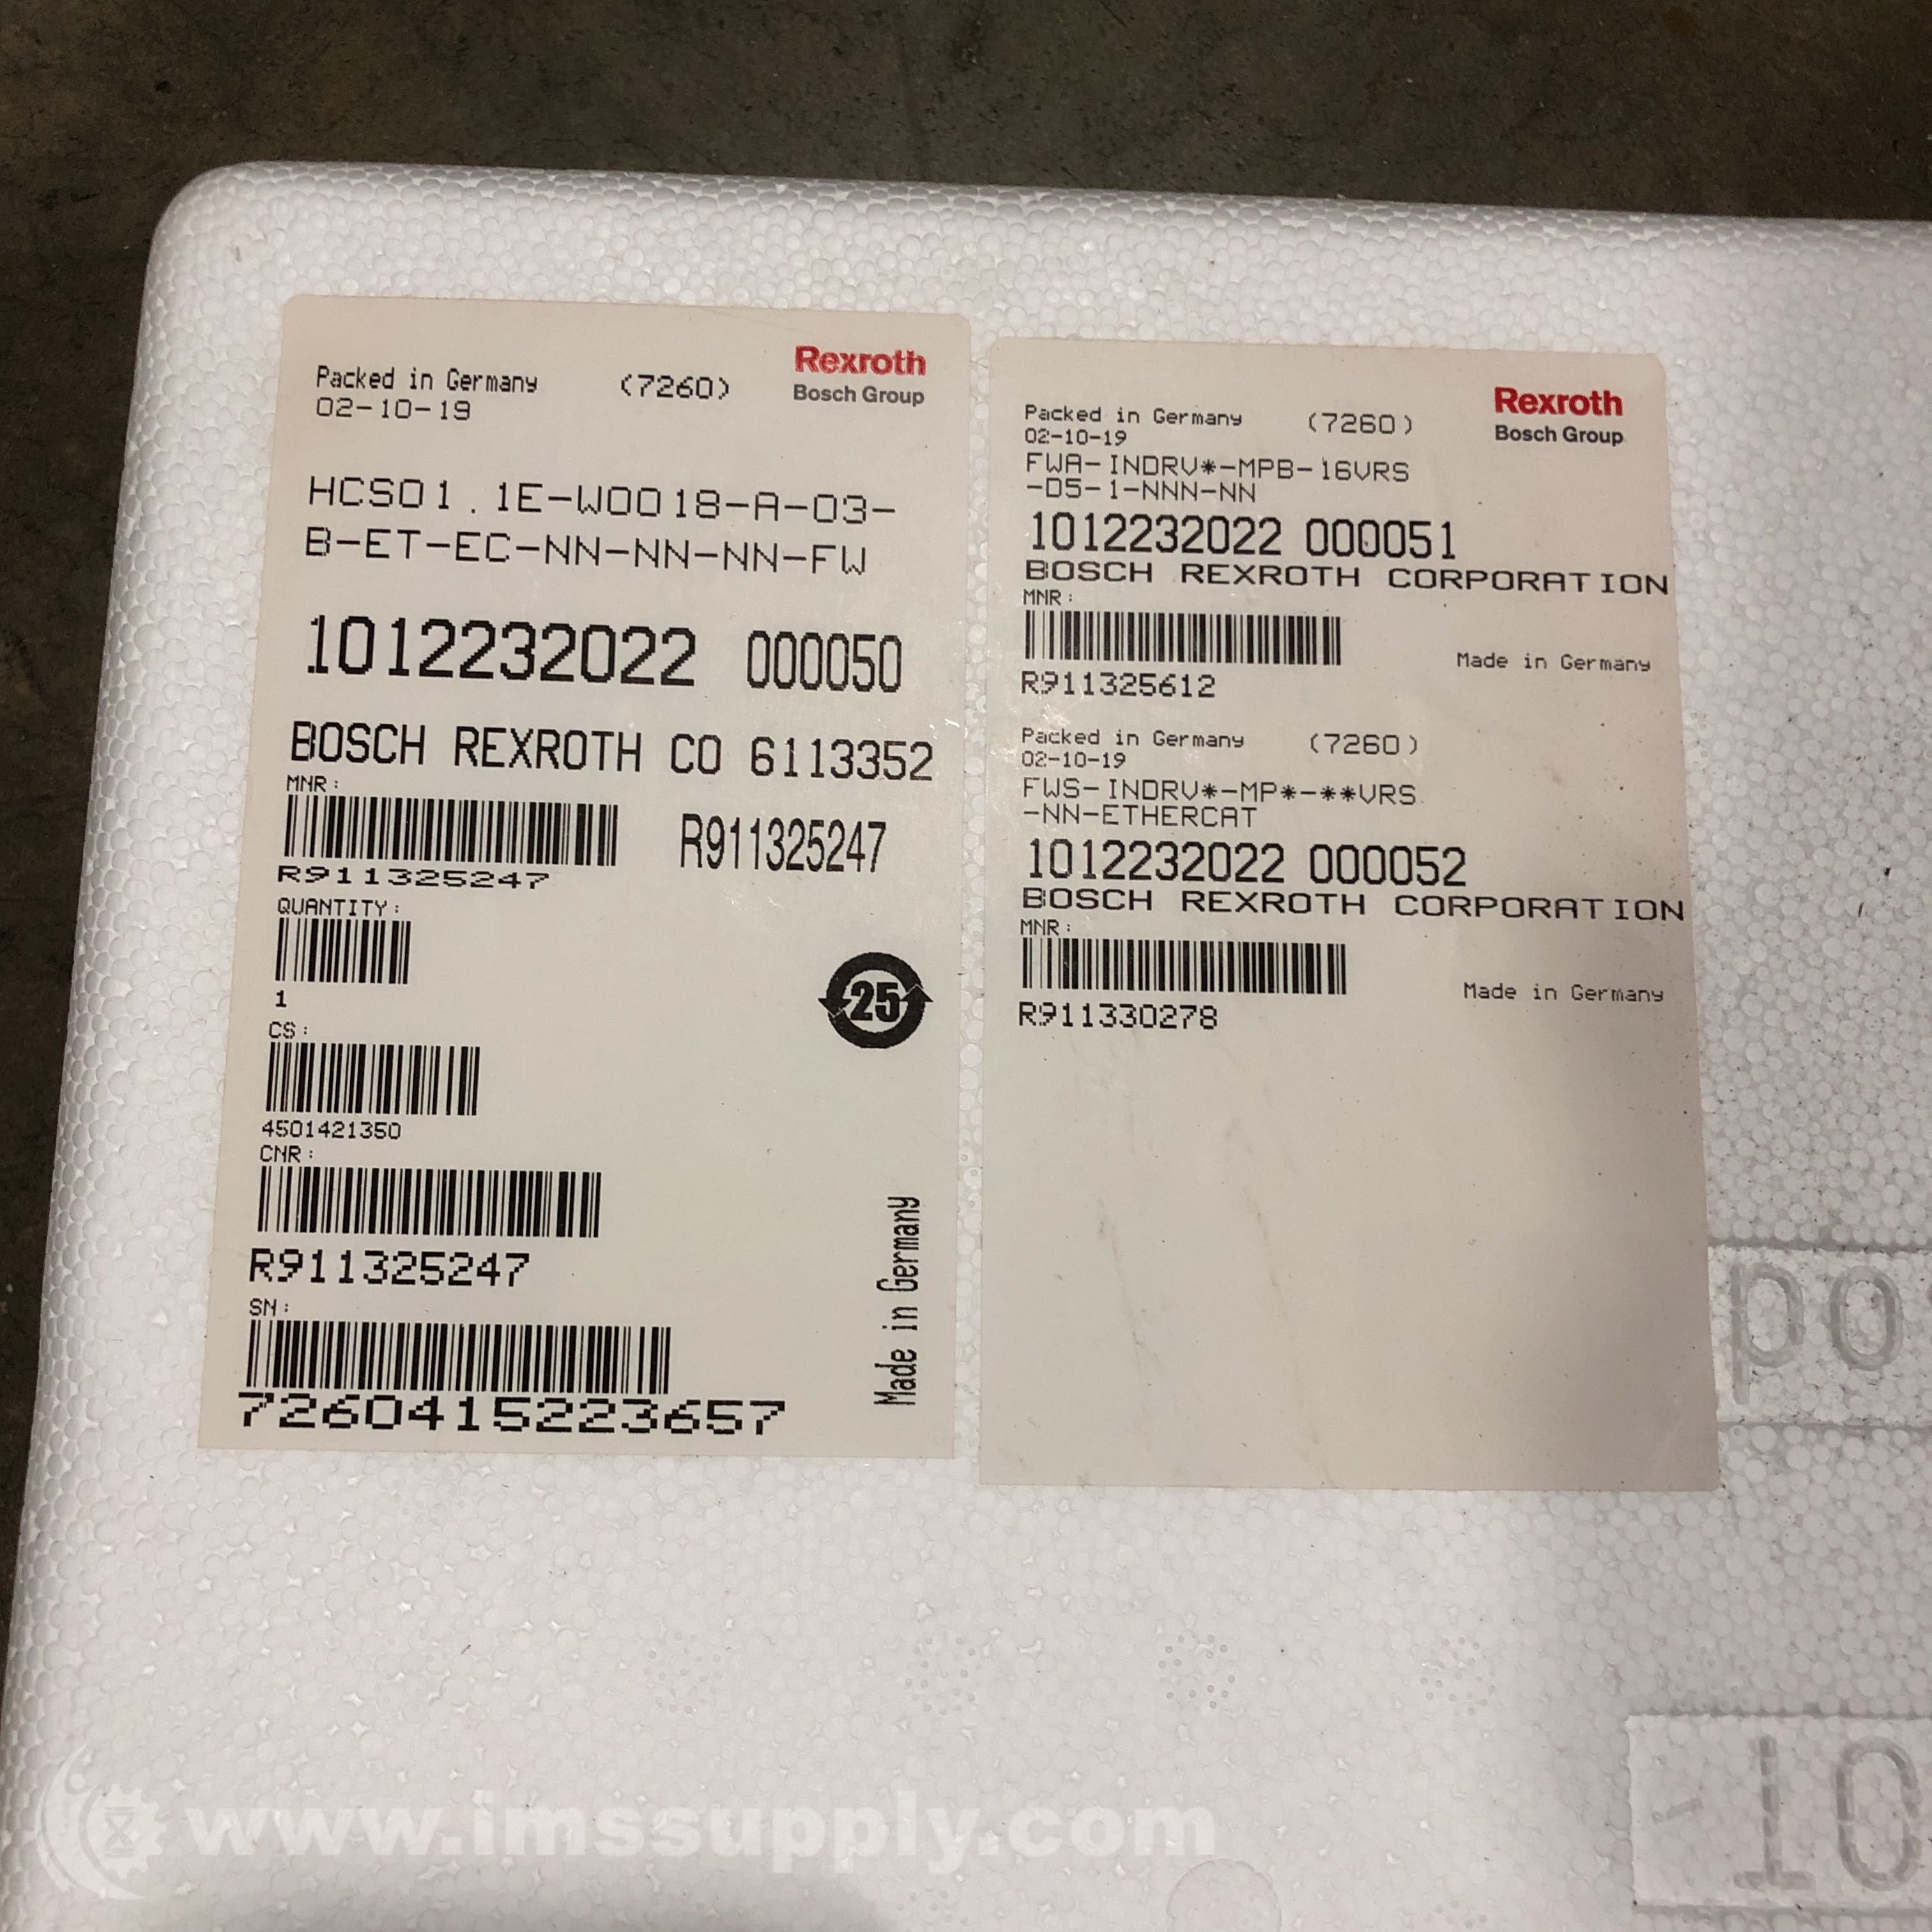 Packed in Germany (7260)
02-10-19
Rexroth
Bosch Group
HCS01.1E-W0018-A-03-
B-ET-EC-NN-NN-NN-FW
1012232022 000050
BOSCH REXROTH CO 6113352
MNR:
R911325247
R911325247
QUANTITY:
1
CS:
4501421350
CNR:
R911325247
SN:
7260415223657
25
Made in Germany
Packed in Germany (7260)
02-10-19
Rexroth
Bosch Group
FWA-INDRV*-MPB-16VRS
-D5-1-NNN-NN
1012232022 000051
BOSCH REXROTH CORPORATION
MNR:
Made in Germany
R911325612
Packed in Germany (7260)
02-10-19
FWS-INDRV*-MP*-**VRS
-NN-ETHERCAT
1012232022 000052
BOSCH REXROTH CORPORATION
MNR:
Made in Germany
R911330278
po
10
www.imssupply.com